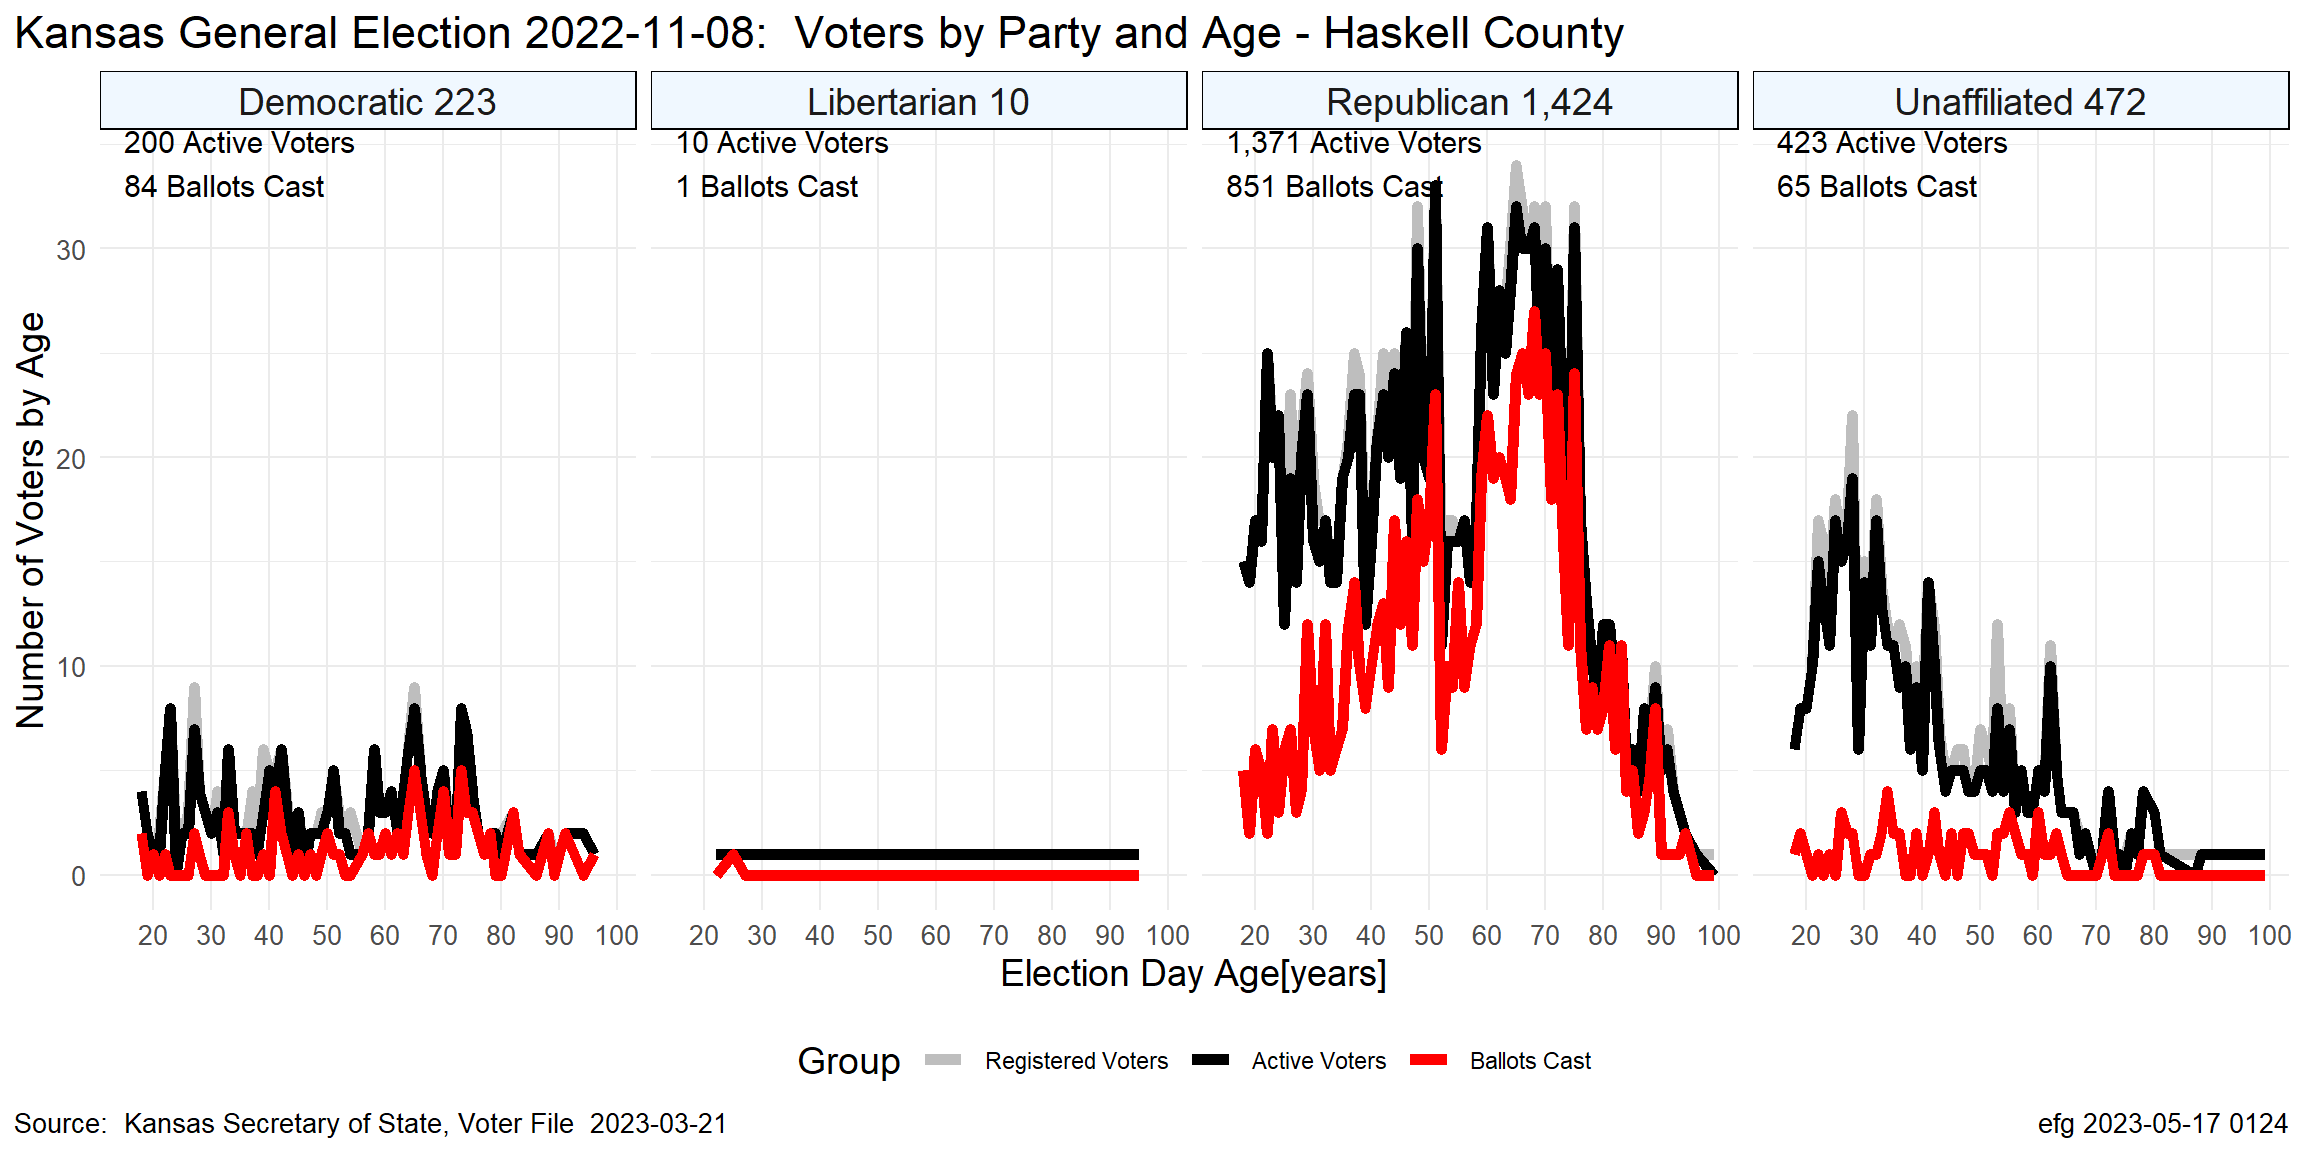 Kansas General Election 2022-11-08:  Voters by Party and Age - Haskell County
Democratic 223
Libertarian 10
Republican 1,424
Unaffiliated 472
200 Active Voters
84 Ballots Cast
10 Active Voters
1 Ballots Cast
1,371 Active Voters
851 Ballots Cast
423 Active Voters
65 Ballots Cast
Number of Voters by Age
30
20
10
0
20 30 40 50 60 70 80 90 100
20 30 40 50 60 70 80 90 100
20 30 40 50 60 70 80 90 100
20 30 40 50 60 70 80 90 100
Election Day Age[years]
Group Registered Voters Active Voters Ballots Cast
Source:  Kansas Secretary of State, Voter File  2023-03-21
efg 2023-05-17 0124